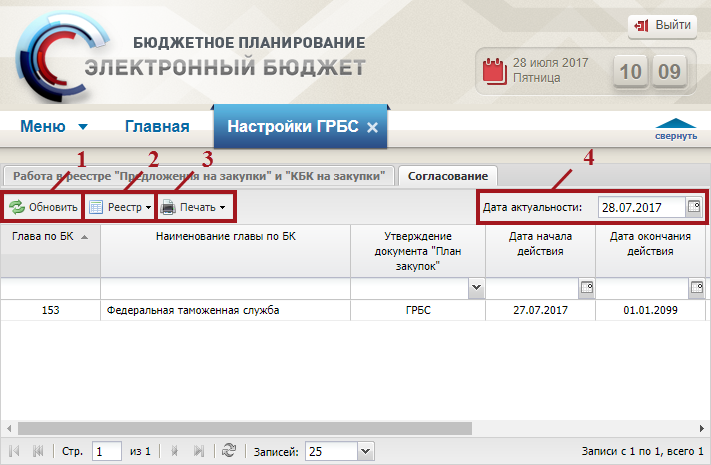 Выйти
БЮДЖЕТНОЕ ПЛАНИРОВАНИЕ
ЭЛЕКТРОННЫЙ БЮДЖЕТ
28 июля 2017
Пятница
10 09
Меню Главная Настройки ГРБС
свернуть
1 2 3 4
Работа в реестре "Предложения на закупки" и "КБК на закупки" Согласование
Обновить Реестр Печать Дата актуальности: 28.07.2017
Глава по БК Наименование главы по БК Утверждение документа "План закупок" Дата начала действия Дата окончания действия
153 Федеральная таможенная служба ГРБС 27.07.2017 01.01.2099
Стр. 1 из 1 Записей: 25 Записи с 1 по 1, всего 1